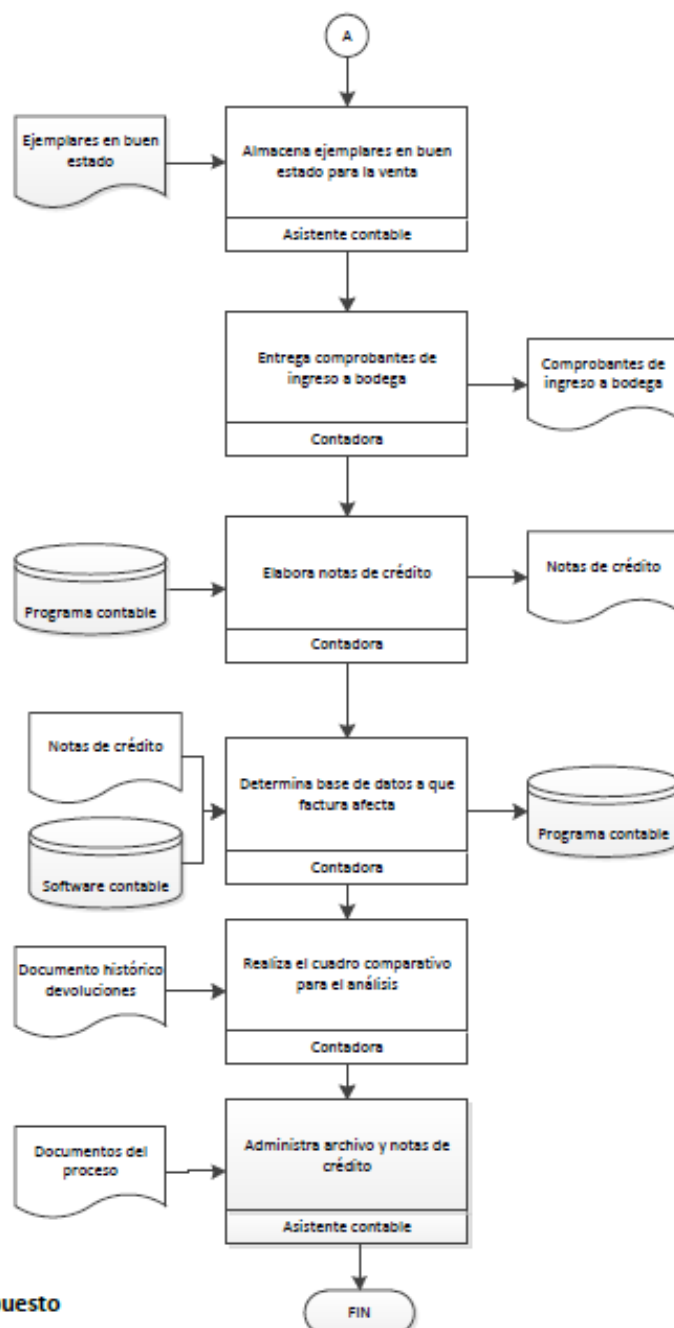 A
Ejemplares en buen
estado
Almacena ejemplares en buen
estado para la venta
Asistente contable
Entrega comprobantes de
ingreso a bodega
Contadora
Comprobantes de
ingreso a bodega
Programa contable
Elabora notas de crédito
Contadora
Notas de crédito
Notas de crédito
Software contable
Determina base de datos a que
factura afecta
Contadora
Programa contable
Documento histórico
devoluciones
Realiza el cuadro comparativo
para el análisis
Contadora
Documentos del
proceso
Administra archivo y notas de
crédito
Asistente contable
FIN